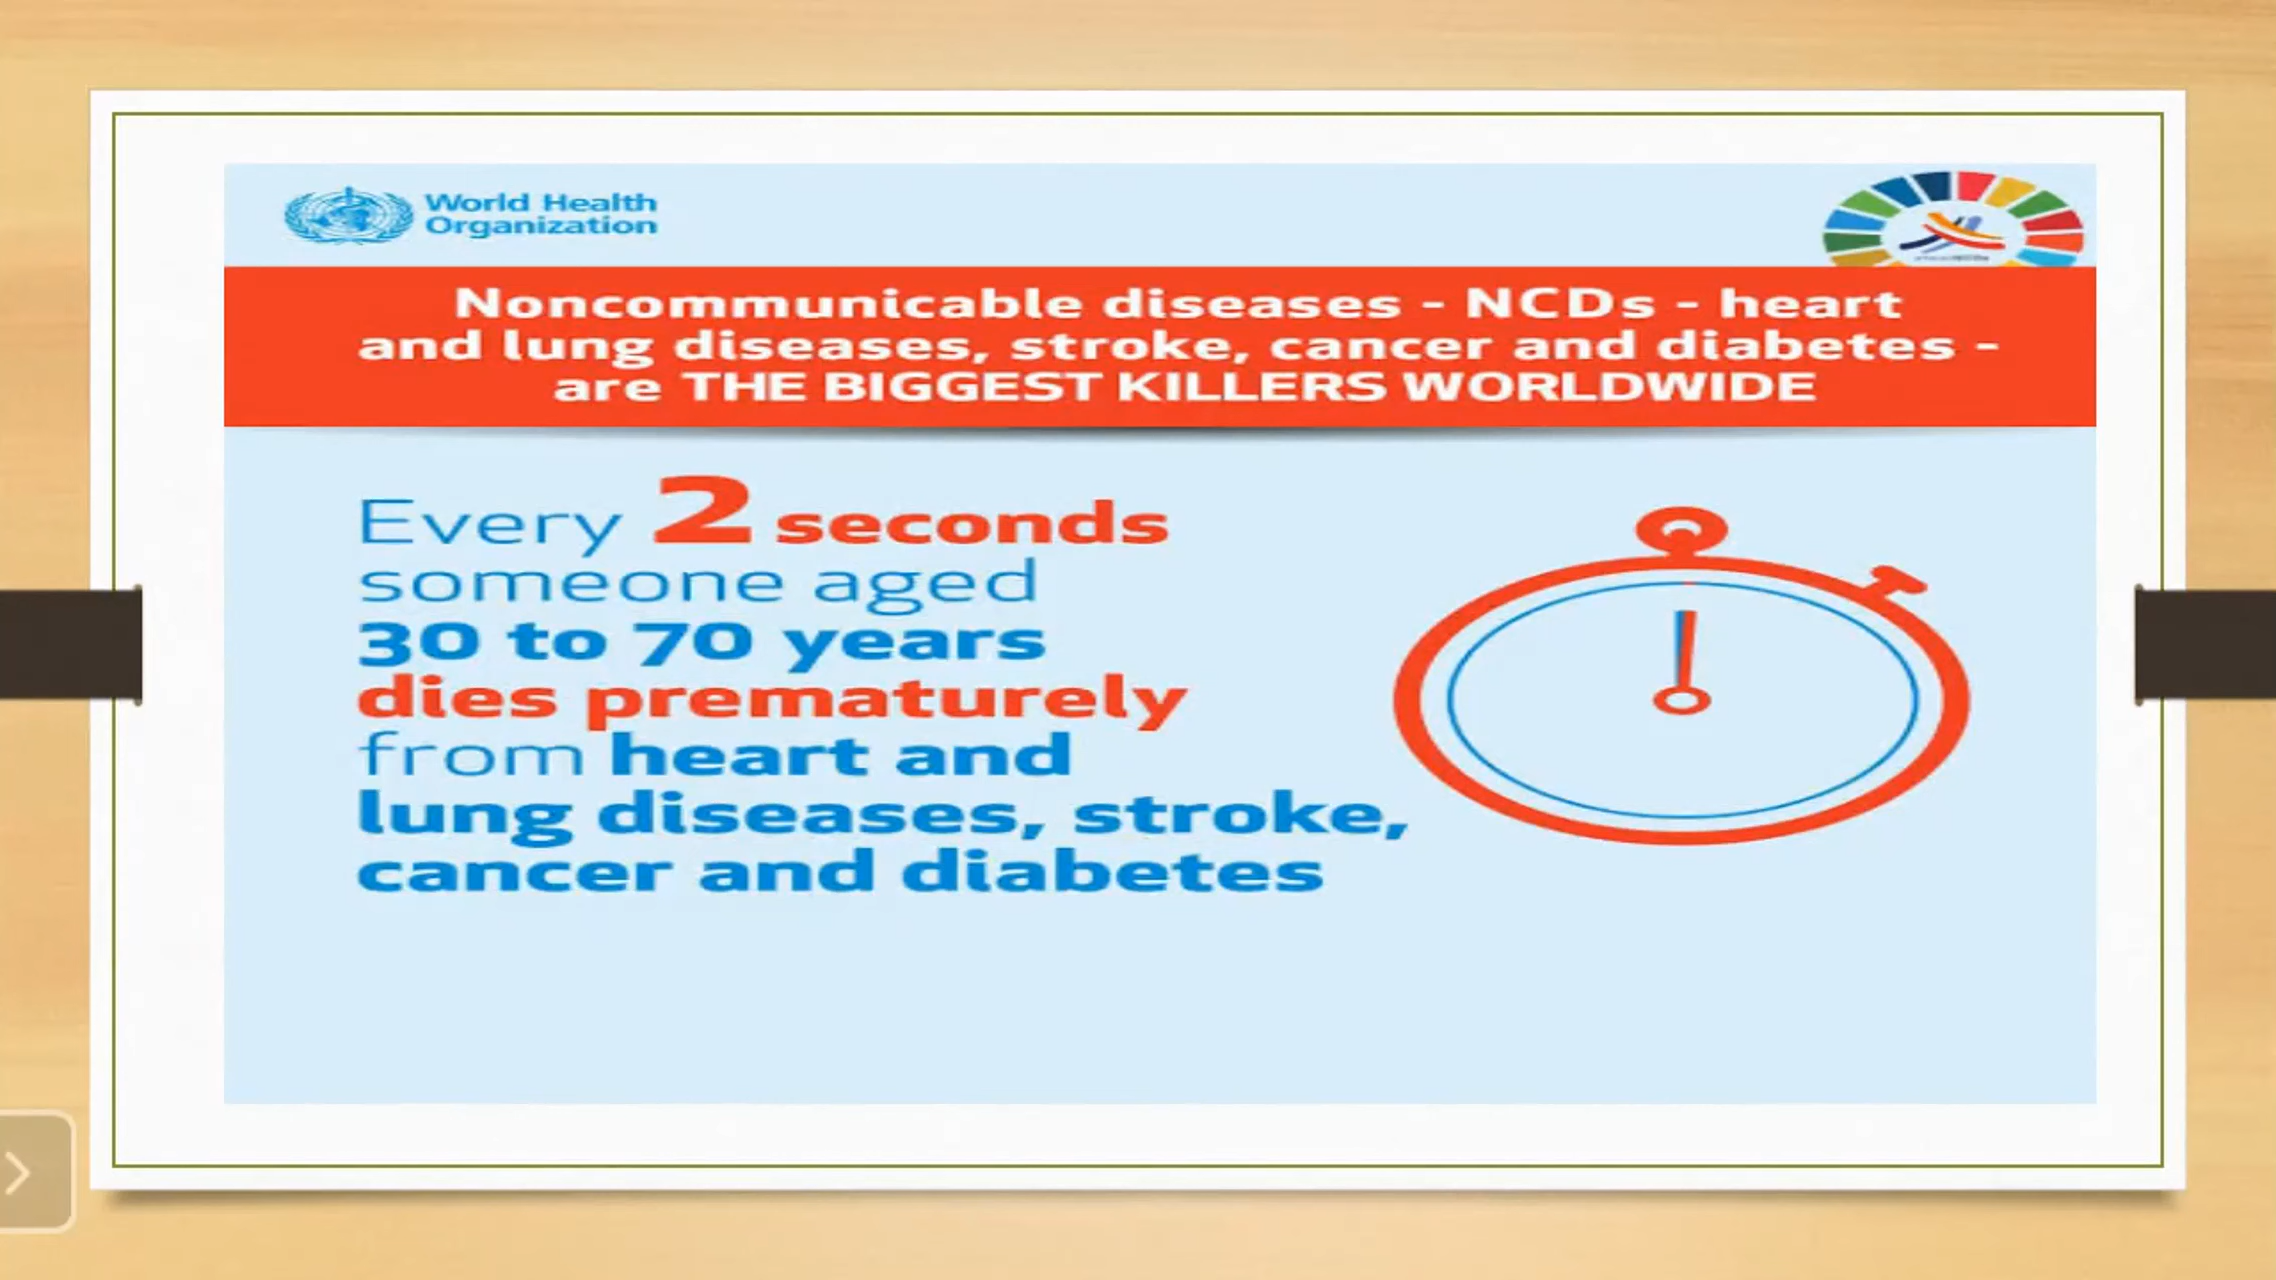 World Health
Organization
Noncommunicable diseases - NCDs - heart
and lung diseases, stroke, cancer and diabetes -
are THE BIGGEST KILLERS WORLDWIDE
Every 2 seconds
someone aged
30 to 70 years
dies prematurely
from heart and
lung diseases, stroke,
cancer and diabetes